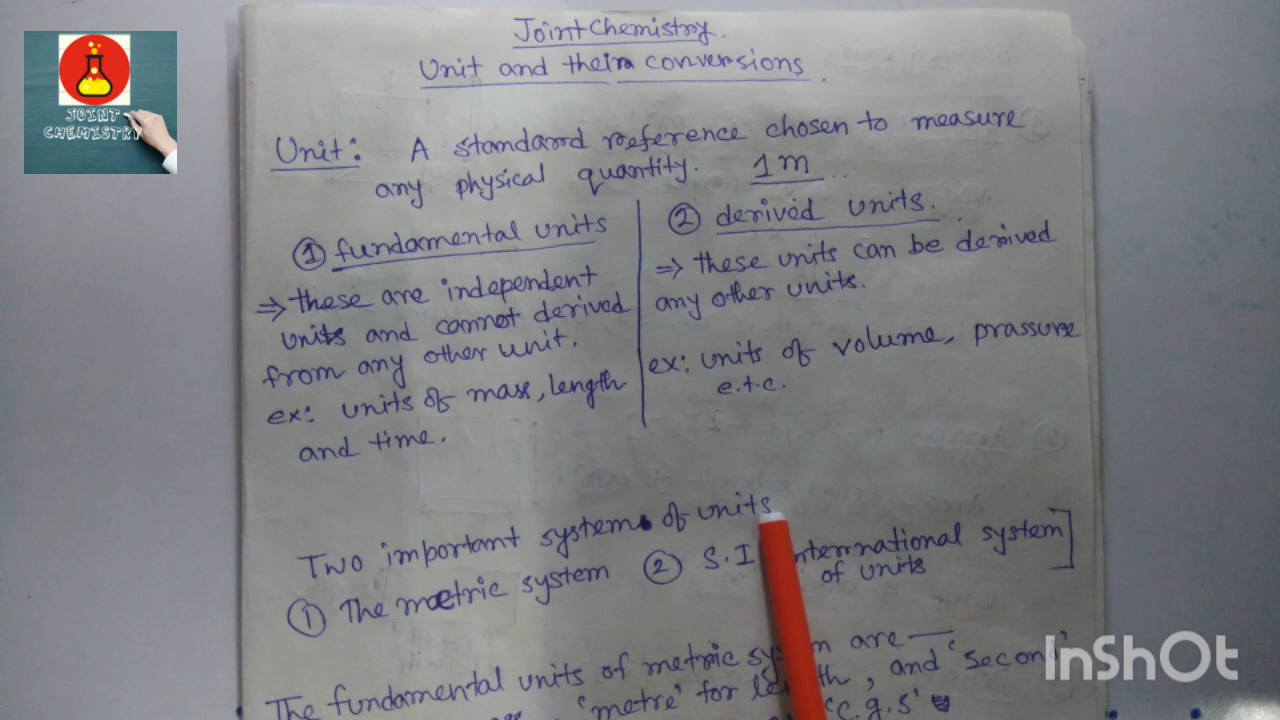 JOINT
CHEMISTRY
Joint Chemistry.
Unit and their conversions.
Unit: A standard reference chosen to measure
any physical quantity. 1m ..
① fundamental units
⇒ these are independent
units and cannot derived
from any other unit.
ex: units of mass, length
and time.
② derived units.
⇒ these units can be derived
any other units.
ex: units of volume, prassure
e.t.c.
Two important system of units
① The metric system ② S.I international system
of units]
The fundamental units of metric system are —
'metre' for length, and 'second'
'c.g.s'
InShOt